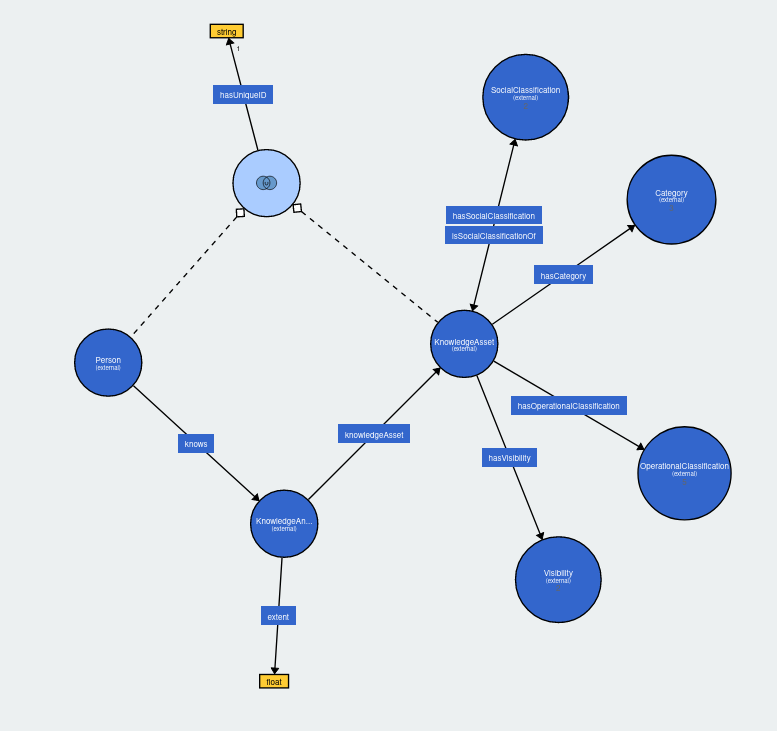 string
1
hasUniqueID
SocialClassification
(external)
Category
(external)
hasSocialClassification
isSocialClassificationOf
hasCategory
KnowledgeAsset
(external)
Person
(external)
hasOperationalClassification
knowledgeAsset
knows
hasVisibility
OperationalClassification
(external)
KnowledgeAn...
(external)
Visibility
(external)
extent
float